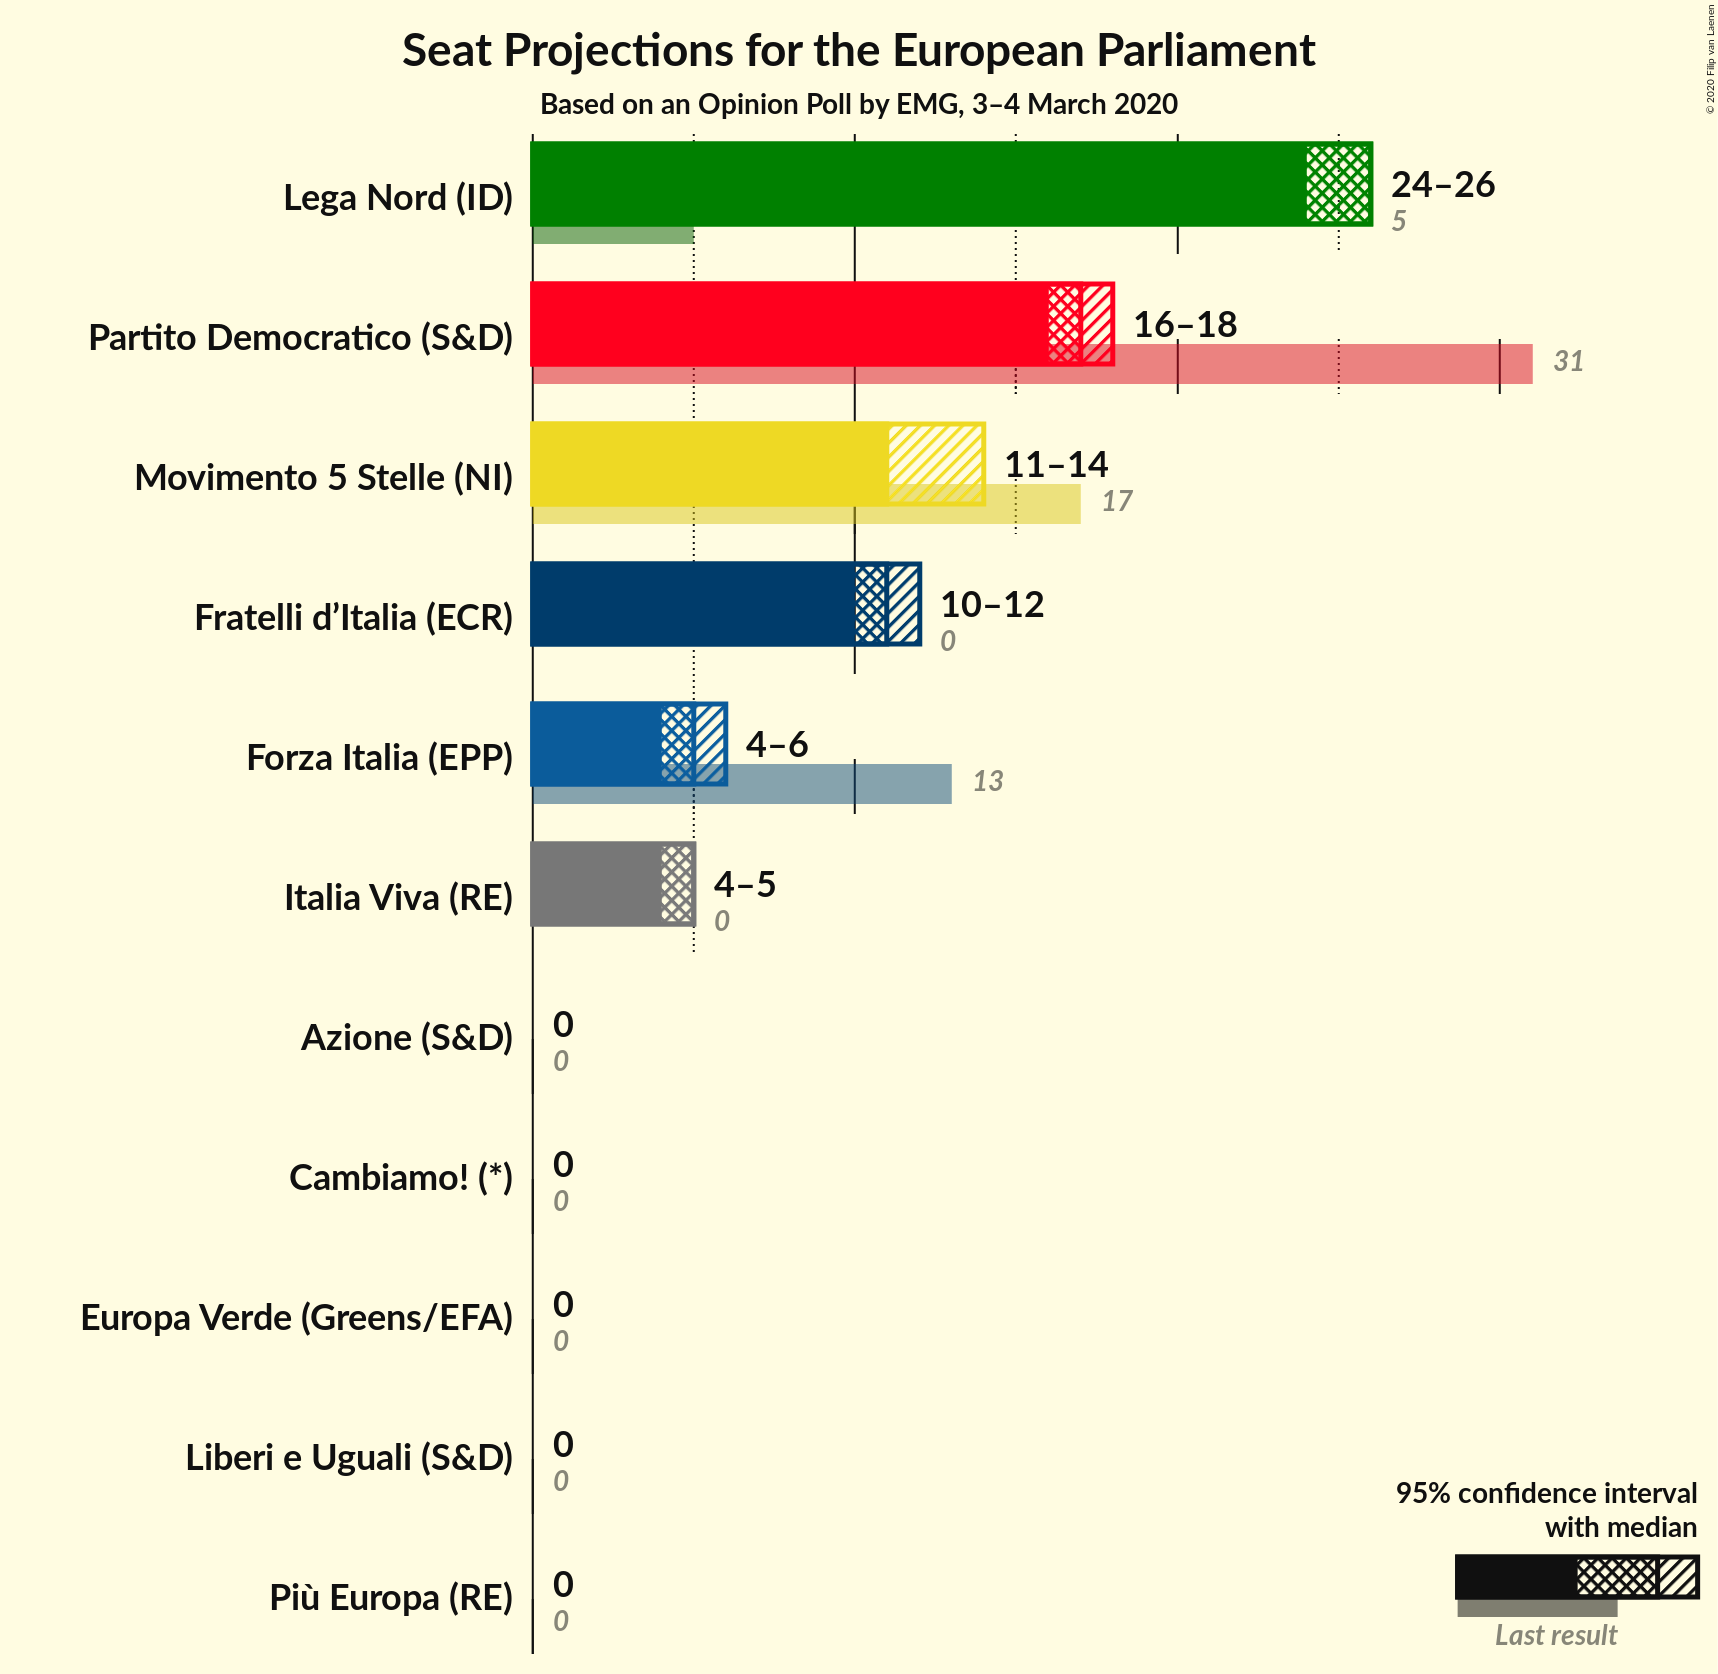 Seat Projections for the European Parliament
Based on an Opinion Poll by EMG, 3–4 March 2020
© 2020 Filip van Laenen
Lega Nord (ID)
24–26
5
Partito Democratico (S&D)
16–18
31
Movimento 5 Stelle (NI)
11–14
17
Fratelli d’Italia (ECR)
10–12
0
Forza Italia (EPP)
4–6
13
Italia Viva (RE)
4–5
0
Azione (S&D)
0
0
Cambiamo! (*)
0
0
Europa Verde (Greens/EFA)
0
0
Liberi e Uguali (S&D)
0
0
Più Europa (RE)
0
0
95% confidence interval
with median
Last result